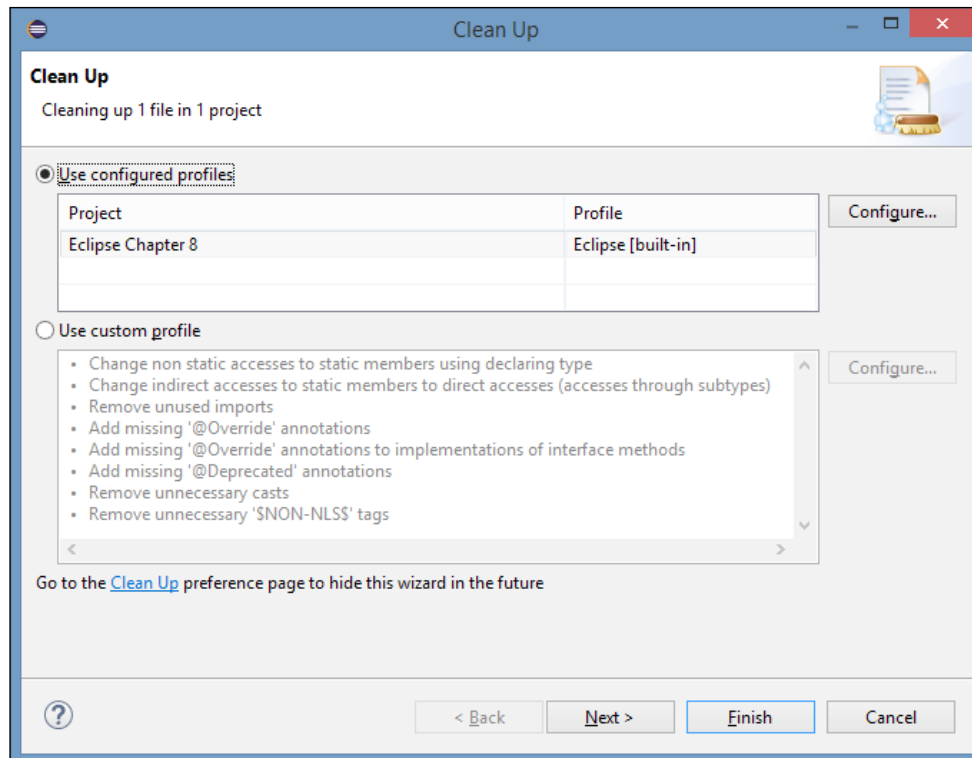 Clean Up
Clean Up
Cleaning up 1 file in 1 project
Use configured profiles
Project Profile Configure...
Eclipse Chapter 8 Eclipse [built-in]
Use custom profile
• Change non static accesses to static members using declaring type Configure...
• Change indirect accesses to static members to direct accesses (accesses through subtypes)
• Remove unused imports
• Add missing '@Override' annotations
• Add missing '@Override' annotations to implementations of interface methods
• Add missing '@Deprecated' annotations
• Remove unnecessary casts
• Remove unnecessary '$NON-NLS$' tags
Go to the Clean Up preference page to hide this wizard in the future
? < Back Next > Finish Cancel